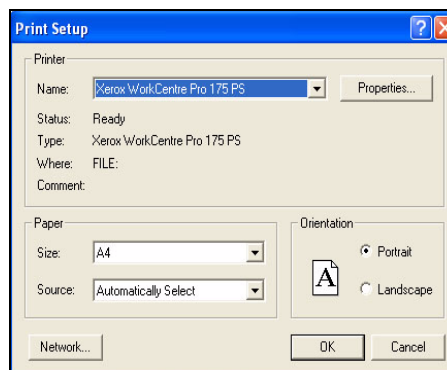 Print Setup
Printer
Name: Xerox WorkCentre Pro 175 PS Properties...
Status: Ready
Type: Xerox WorkCentre Pro 175 PS
Where: FILE:
Comment:
Paper Orientation
Size: A4 Portrait
A
Source: Automatically Select Landscape
Network... OK Cancel